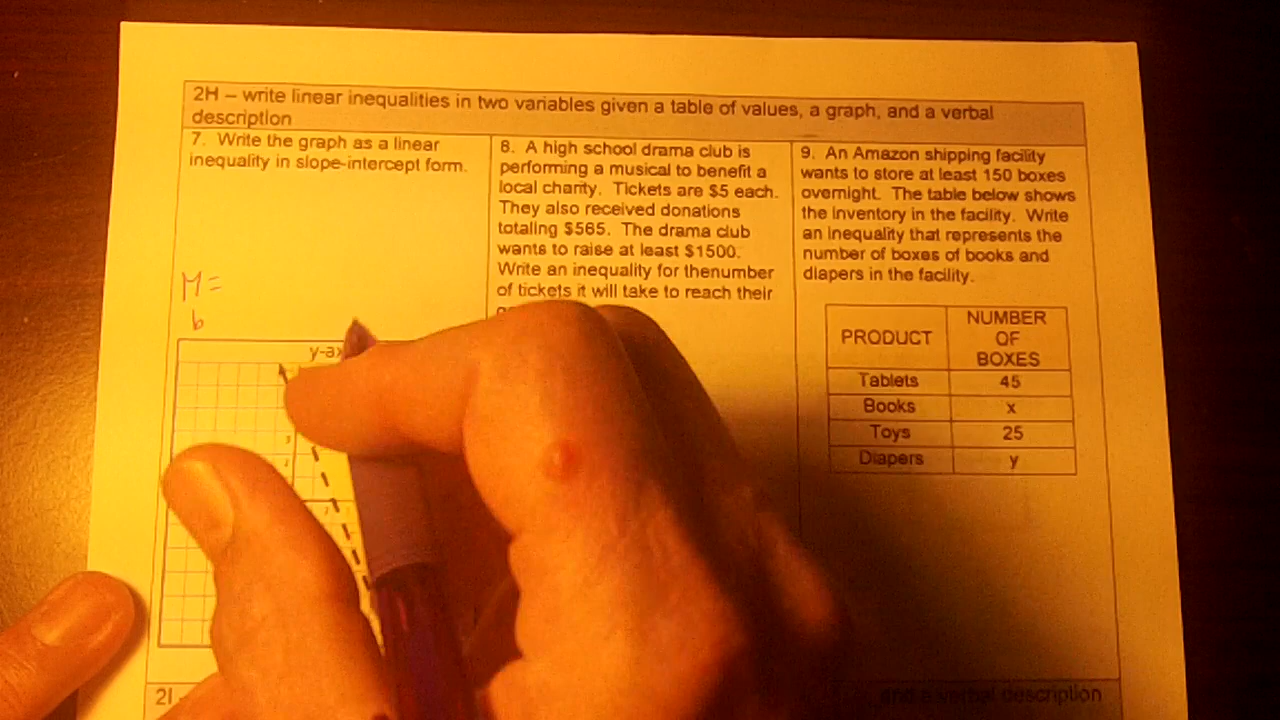 2H – write linear inequalities in two variables given a table of values, a graph, and a verbal
description
7. Write the graph as a linear
inequality in slope-intercept form.
M =
b
y-ax
8. A high school drama club is
performing a musical to benefit a
local charity. Tickets are $5 each.
They also received donations
totaling $565. The drama club
wants to raise at least $1500.
Write an inequality for thenumber
of tickets it will take to reach their
9. An Amazon shipping facility
wants to store at least 150 boxes
overnight. The table below shows
the inventory in the facility. Write
an inequality that represents the
number of boxes of books and
diapers in the facility.
PRODUCT
NUMBER
OF
BOXES
Tablets 45
Books x
Toys 25
Diapers y
2I
and a verbal description